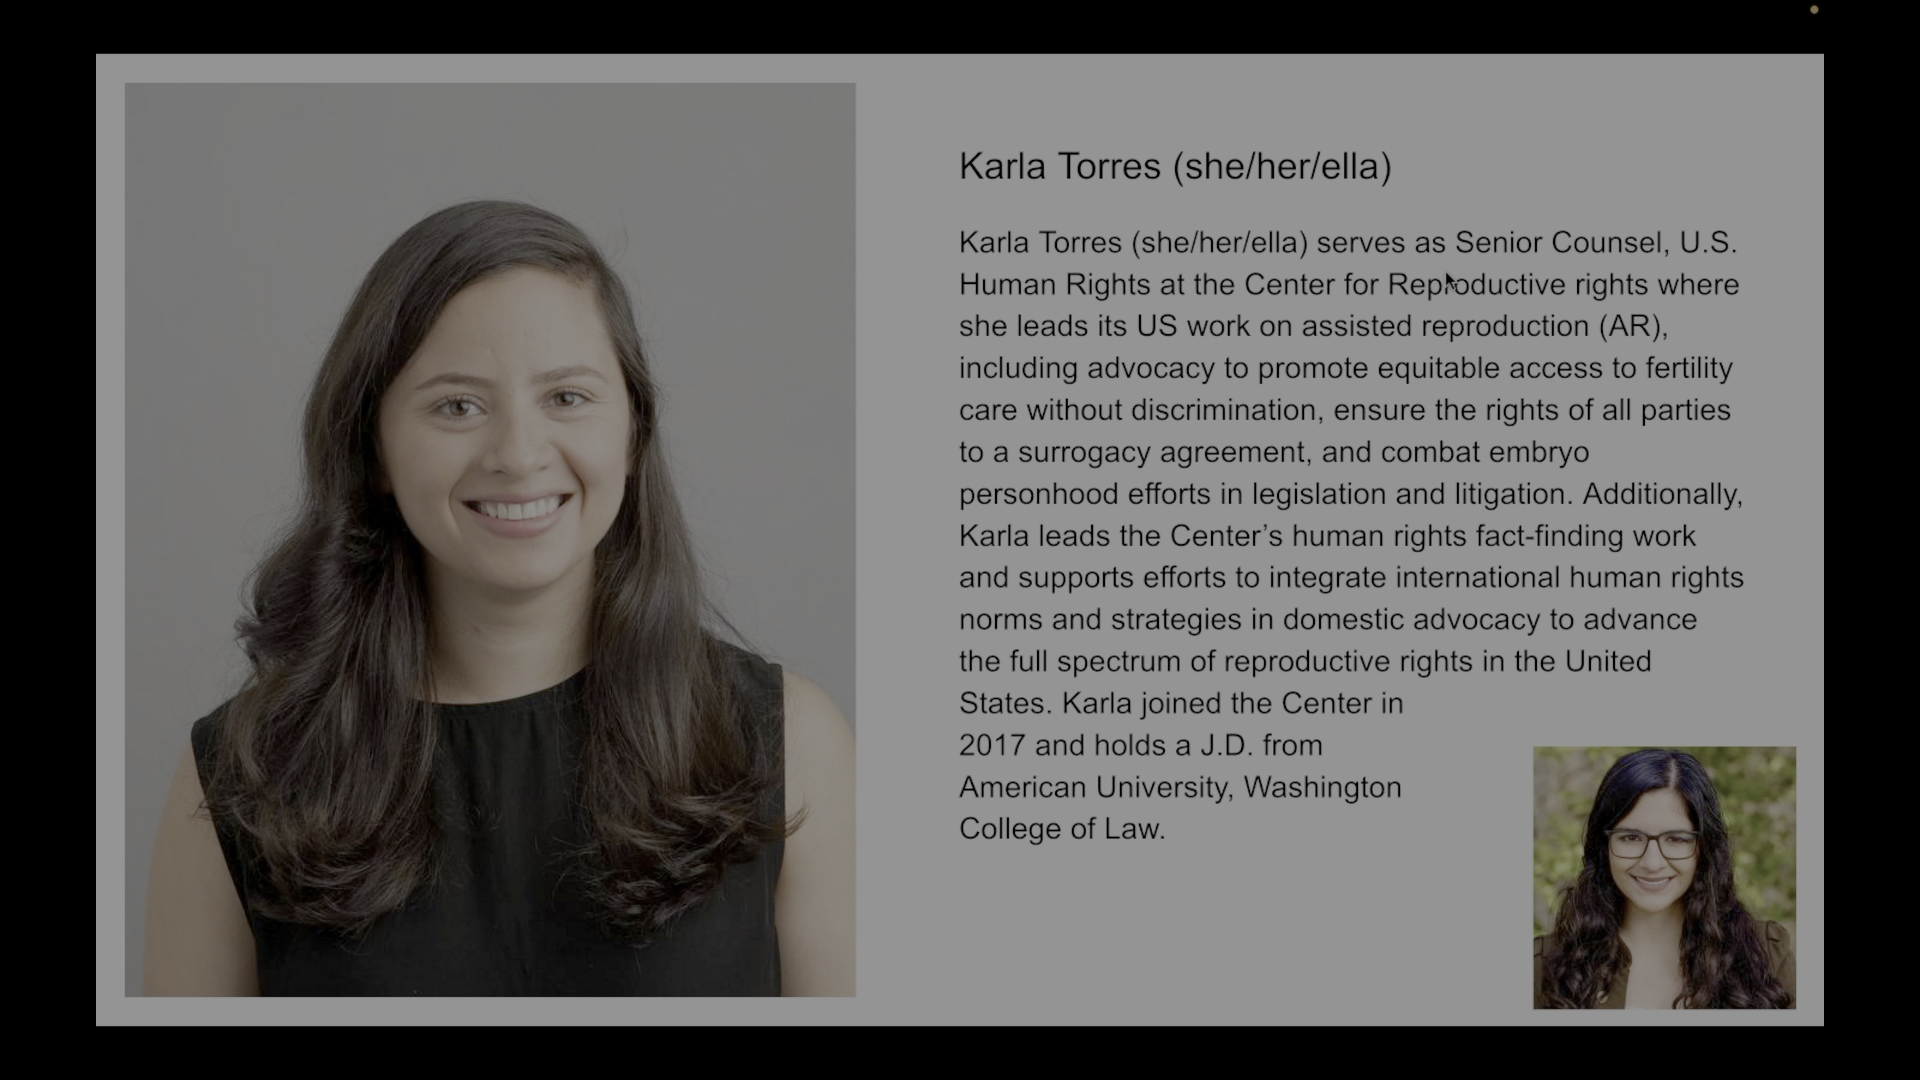 Karla Torres (she/her/ella)
Karla Torres (she/her/ella) serves as Senior Counsel, U.S.
Human Rights at the Center for Reproductive rights where
she leads its US work on assisted reproduction (AR),
including advocacy to promote equitable access to fertility
care without discrimination, ensure the rights of all parties
to a surrogacy agreement, and combat embryo
personhood efforts in legislation and litigation. Additionally,
Karla leads the Center’s human rights fact-finding work
and supports efforts to integrate international human rights
norms and strategies in domestic advocacy to advance
the full spectrum of reproductive rights in the United
States. Karla joined the Center in
2017 and holds a J.D. from
American University, Washington
College of Law.